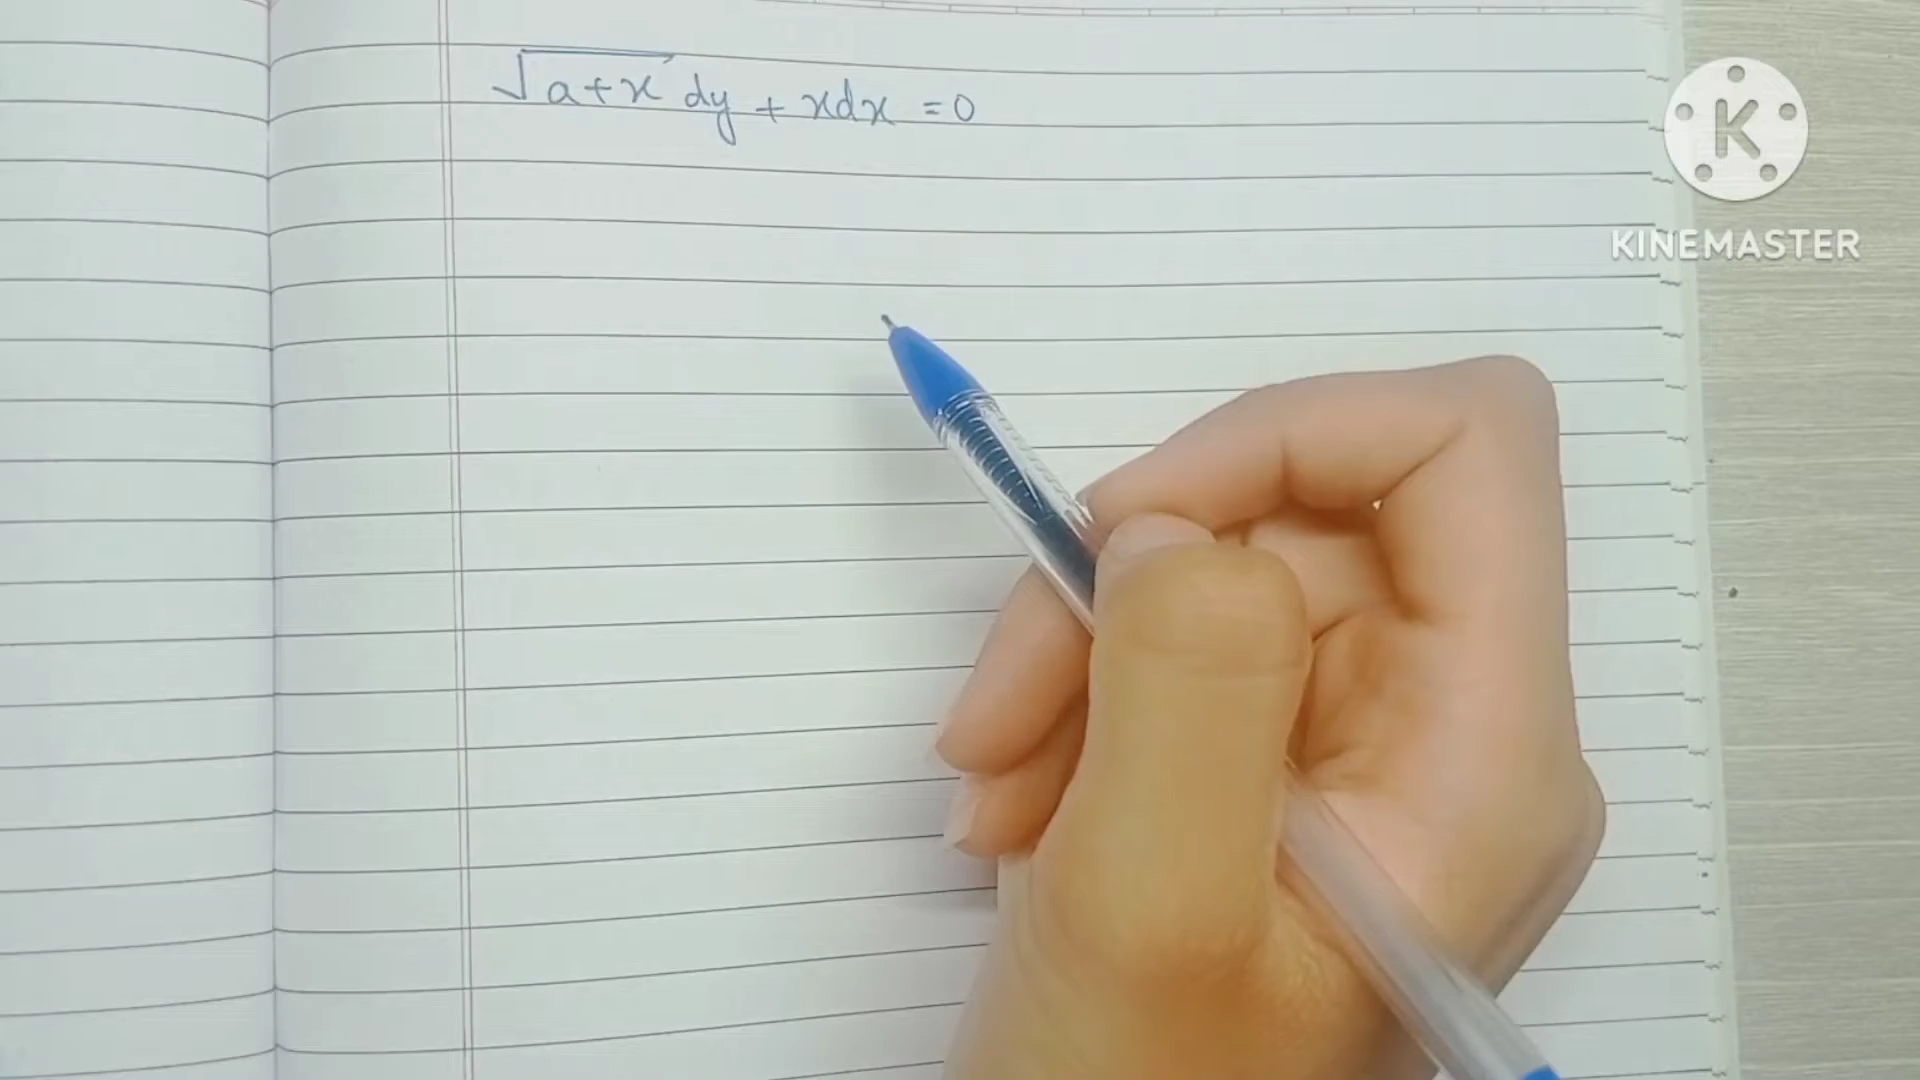 √a+x dy + xdx = 0
K
KINEMASTER